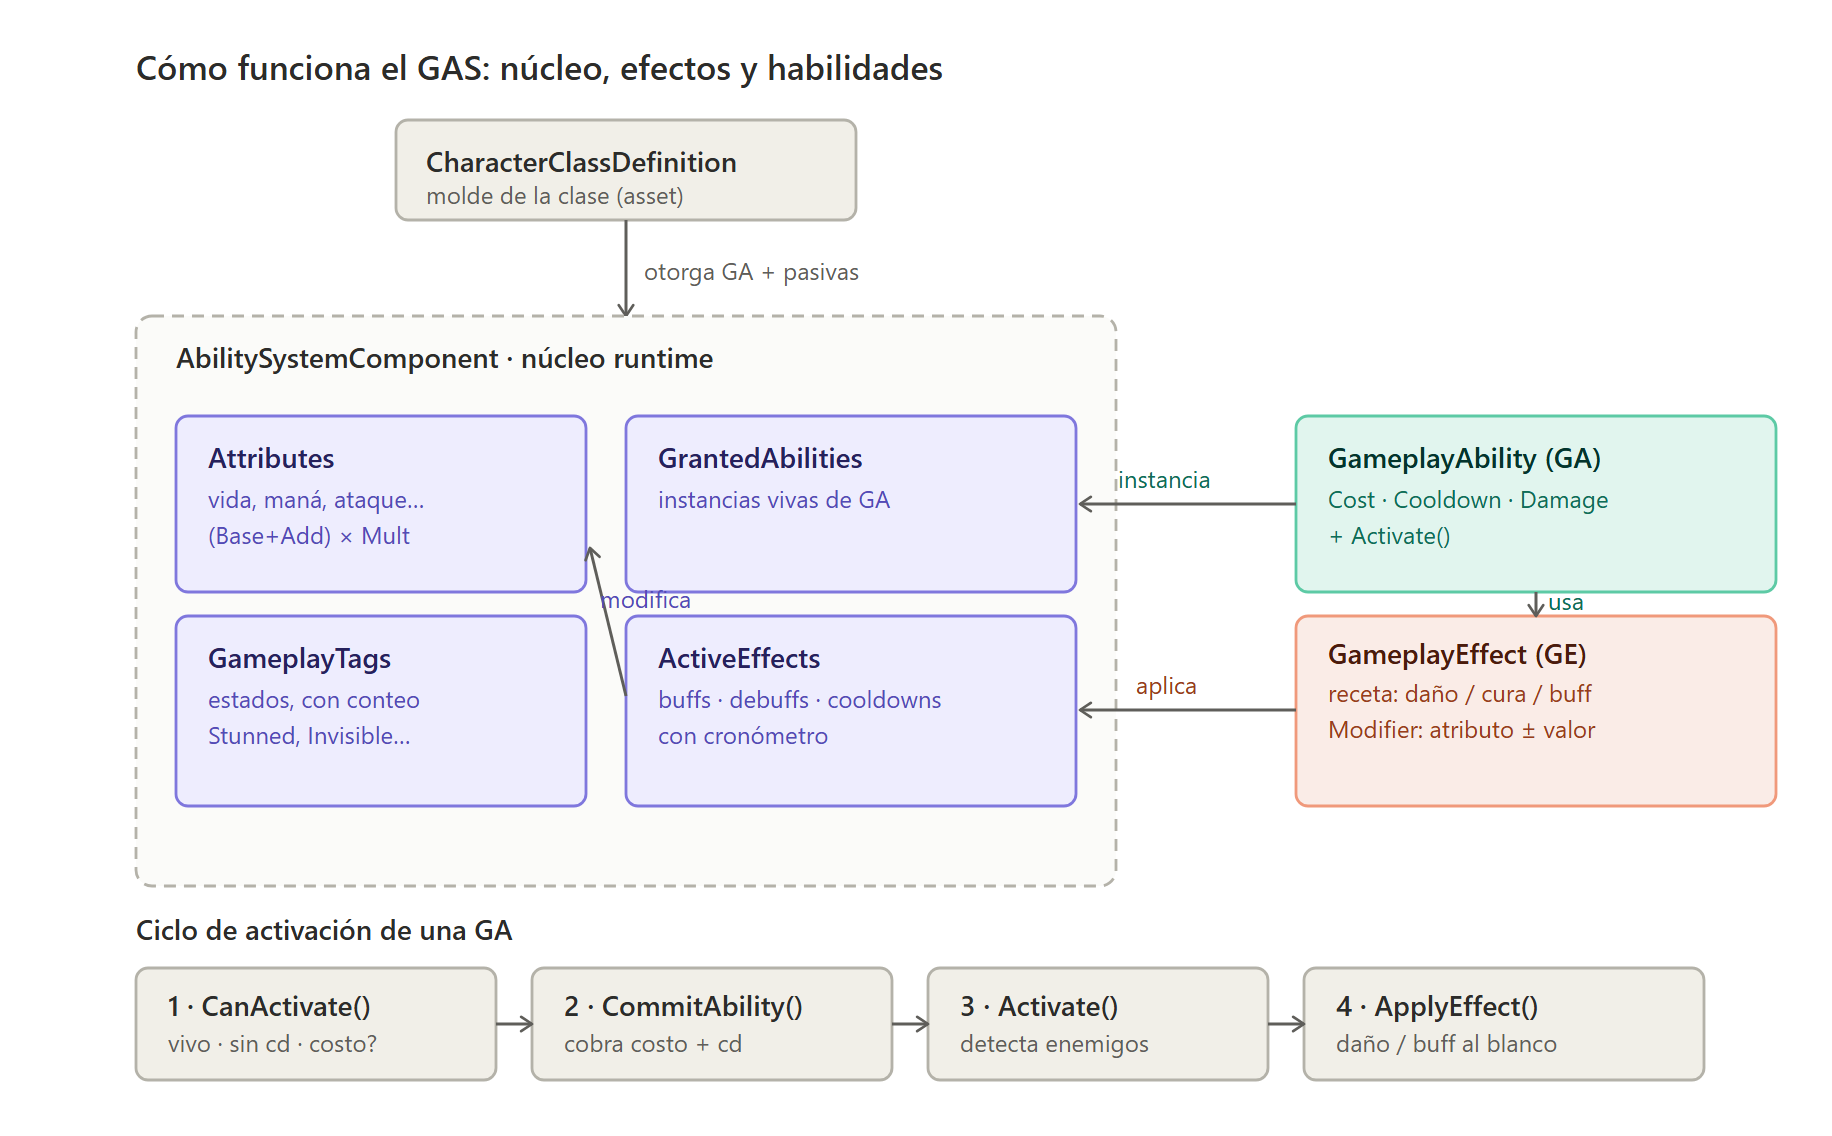 Cómo funciona el GAS: núcleo, efectos y habilidades
CharacterClassDefinition
molde de la clase (asset)
otorga GA + pasivas
AbilitySystemComponent · núcleo runtime
Attributes
vida, maná, ataque...
(Base+Add) × Mult
GrantedAbilities
instancias vivas de GA
instancia
GameplayAbility (GA)
Cost · Cooldown · Damage
+ Activate()
modifica
usa
GameplayTags
estados, con conteo
Stunned, Invisible...
ActiveEffects
buffs · debuffs · cooldowns
con cronómetro
aplica
GameplayEffect (GE)
receta: daño / cura / buff
Modifier: atributo ± valor
Ciclo de activación de una GA
1 · CanActivate()
vivo · sin cd · costo?
2 · CommitAbility()
cobra costo + cd
3 · Activate()
detecta enemigos
4 · ApplyEffect()
daño / buff al blanco